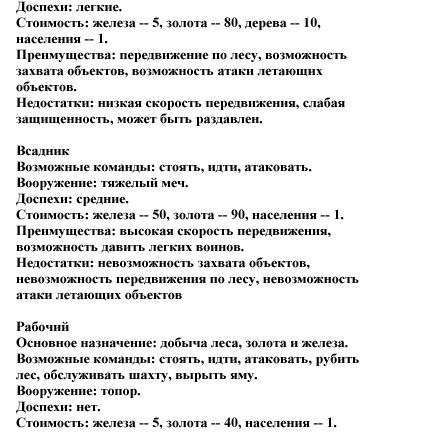 Доспехи: легкие.
Стоимость: железа -- 5, золота -- 80, дерева -- 10,
населения -- 1.
Преимущества: передвижение по лесу, возможность
захвата объектов, возможность атаки летающих
объектов.
Недостатки: низкая скорость передвижения, слабая
защищенность, может быть раздавлен.
Всадник
Возможные команды: стоять, идти, атаковать.
Вооружение: тяжелый меч.
Доспехи: средние.
Стоимость: железа -- 50, золота -- 90, населения -- 1.
Преимущества: высокая скорость передвижения,
возможность давить легких воинов.
Недостатки: невозможность захвата объектов,
невозможность передвижения по лесу, невозможность
атаки летающих объектов
Рабочий
Основное назначение: добыча леса, золота и железа.
Возможные команды: стоять, идти, атаковать, рубить
лес, обслуживать шахту, вырыть яму.
Вооружение: топор.
Доспехи: нет.
Стоимость: железа -- 5, золота -- 40, населения -- 1.